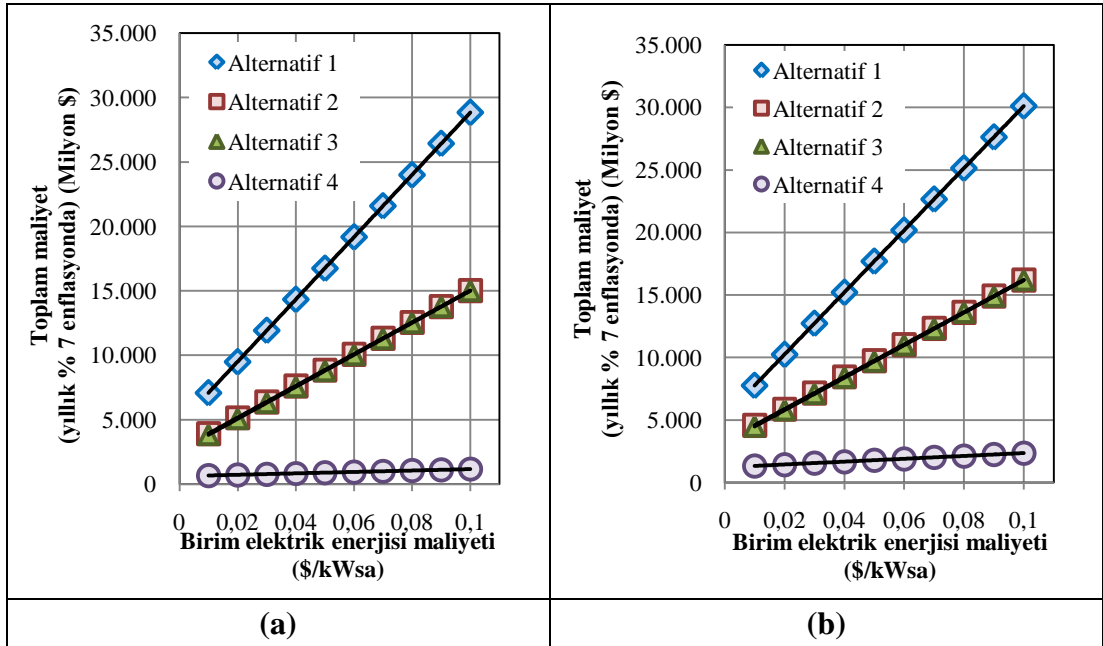 35.000
30.000
25.000
20.000
15.000
10.000
5.000
0
Toplam maliyet
(yıllık % 7 enflasyonda) (Milyon $)
Alternatif 1
Alternatif 2
Alternatif 3
Alternatif 4
0 0,02 0,04 0,06 0,08 0,1
Birim elektrik enerjisi maliyeti
($/kWsa)
(a)
35.000
30.000
25.000
20.000
15.000
10.000
5.000
0
Toplam maliyet
(yıllık % 7 enflasyonda) (Milyon $)
Alternatif 1
Alternatif 2
Alternatif 3
Alternatif 4
0 0,02 0,04 0,06 0,08 0,1
Birim elektrik enerjisi maliyeti
($/kWsa)
(b)